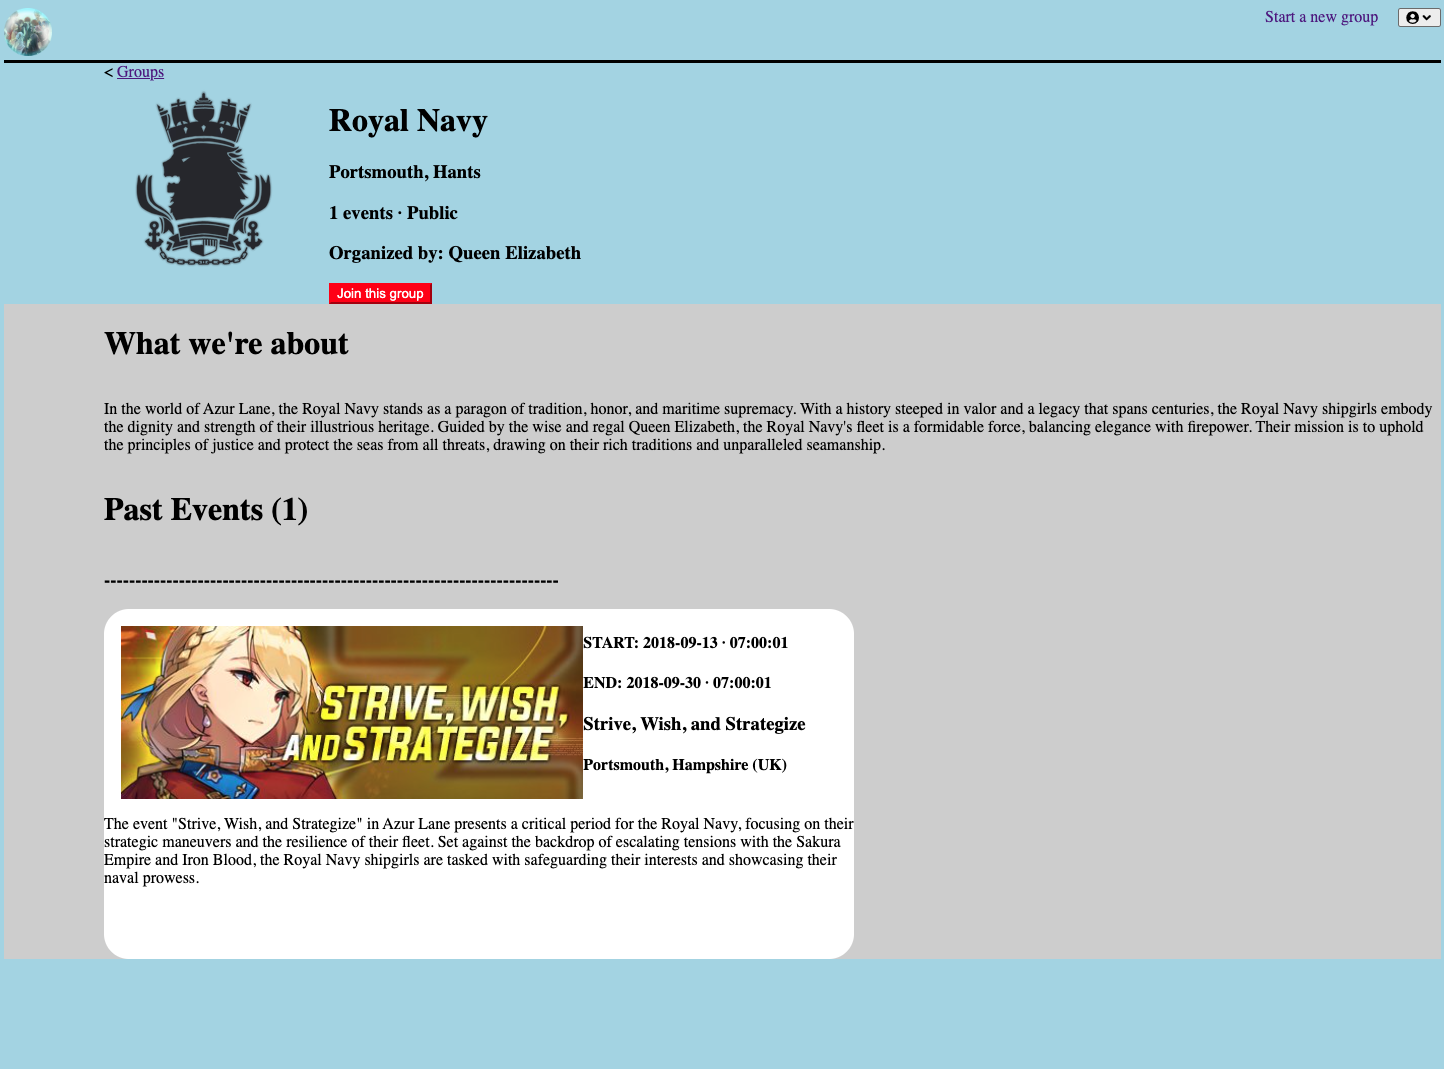 Start a new group
< Groups
Royal Navy
Portsmouth, Hants
1 events · Public
Organized by: Queen Elizabeth
Join this group
What we're about
In the world of Azur Lane, the Royal Navy stands as a paragon of tradition, honor, and maritime supremacy. With a history steeped in valor and a legacy that spans centuries, the Royal Navy shipgirls embody
the dignity and strength of their illustrious heritage. Guided by the wise and regal Queen Elizabeth, the Royal Navy's fleet is a formidable force, balancing elegance with firepower. Their mission is to uphold
the principles of justice and protect the seas from all threats, drawing on their rich traditions and unparalleled seamanship.
Past Events (1)
-------------------------------------------------------------------------
STRIVE, WISH,
AND STRATEGIZE
START: 2018-09-13 · 07:00:01
END: 2018-09-30 · 07:00:01
Strive, Wish, and Strategize
Portsmouth, Hampshire (UK)
The event "Strive, Wish, and Strategize" in Azur Lane presents a critical period for the Royal Navy, focusing on their
strategic maneuvers and the resilience of their fleet. Set against the backdrop of escalating tensions with the Sakura
Empire and Iron Blood, the Royal Navy shipgirls are tasked with safeguarding their interests and showcasing their
naval prowess.